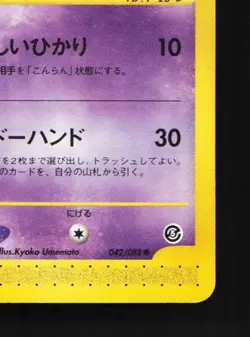 しいひかり 10
相手を「こんらん」状態にする。
ドーハンド 30
を2枚まで選び出し、トラッシュしてよい。
のカードを、自分の山札から引く。
にげる
llus.Kyoko Umemoto 042/088